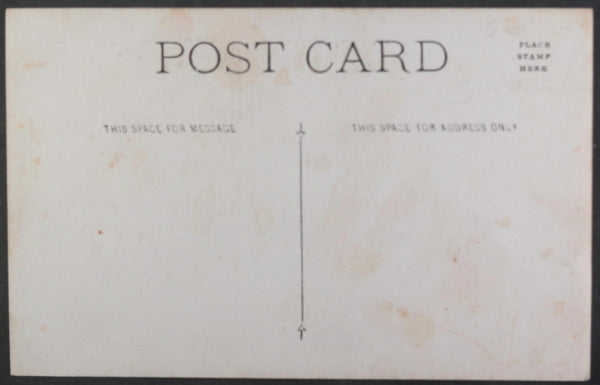 POST CARD
PLACE
STAMP
HERE
THIS SPACE FOR MESSAGE
THIS SPACE FOR ADDRESS ONLY